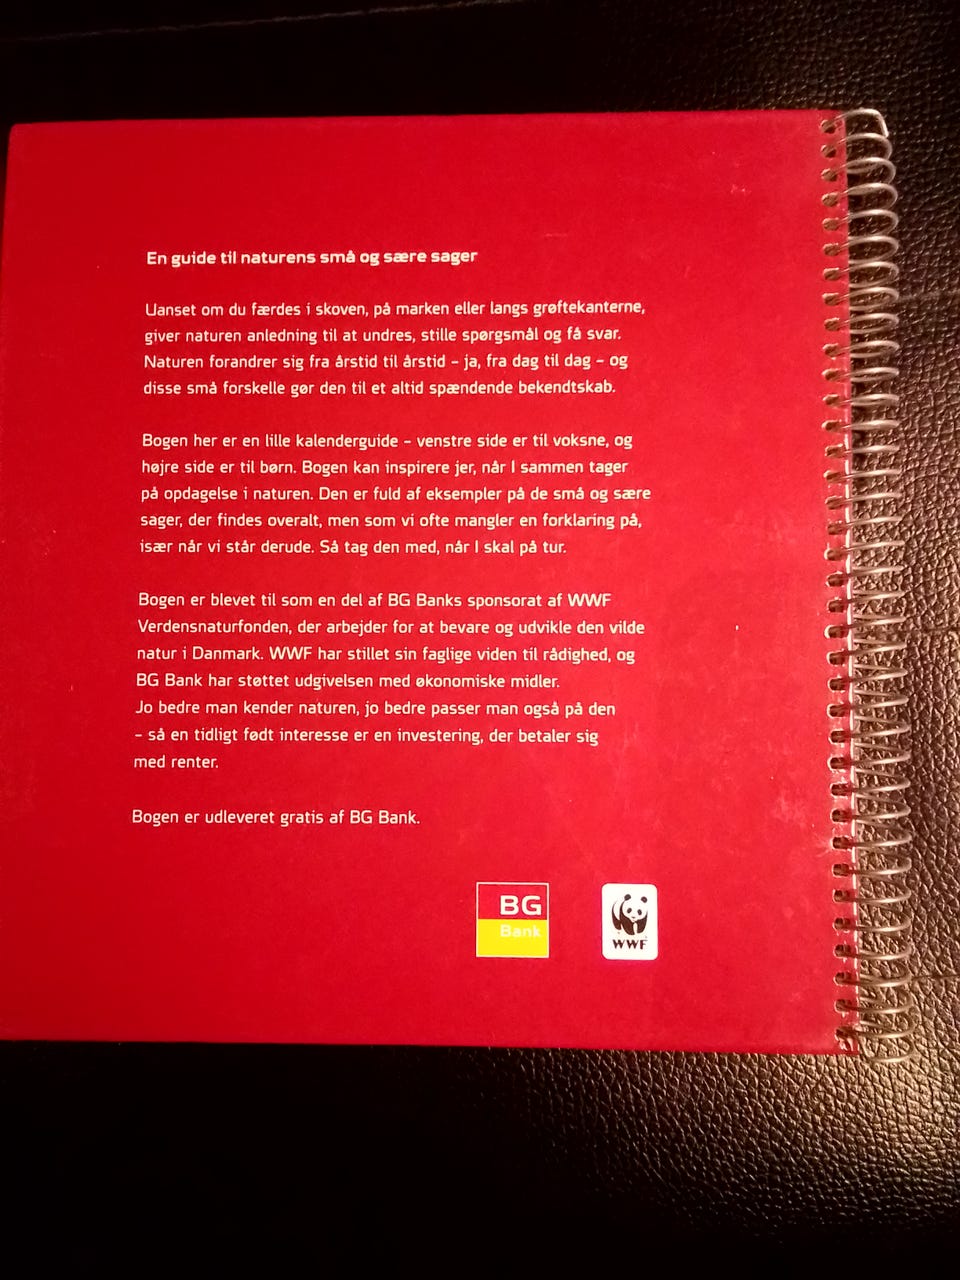 En guide til naturens små og sære sager
Uanset om du færdes i skoven, på marken eller langs grøftekanterne,
giver naturen anledning til at undres, stille spørgsmål og få svar.
Naturen forandrer sig fra årstid til årstid – ja, fra dag til dag – og
disse små forskelle gør den til et altid spændende bekendtskab.
Bogen her er en lille kalenderguide – venstre side er til voksne, og
højre side er til børn. Bogen kan inspirere jer, når I sammen tager
på opdagelse i naturen. Den er fuld af eksempler på de små og sære
sager, der findes overalt, men som vi ofte mangler en forklaring på,
især når vi står derude. Så tag den med, når I skal på tur.
Bogen er blevet til som en del af BG Banks sponsorat af WWF
Verdensnaturfonden, der arbejder for at bevare og udvikle den vilde
natur i Danmark. WWF har stillet sin faglige viden til rådighed, og
BG Bank har støttet udgivelsen med økonomiske midler.
Jo bedre man kender naturen, jo bedre passer man også på den
– så en tidligt født interesse er en investering, der betaler sig
med renter.
Bogen er udleveret gratis af BG Bank.
BG
Bank
WWF